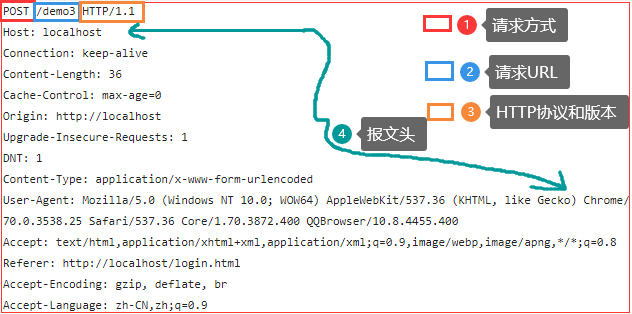 POST /demo3 HTTP/1.1
Host: localhost
Connection: keep-alive
Content-Length: 36
Cache-Control: max-age=0
Origin: http://localhost
Upgrade-Insecure-Requests: 1
DNT: 1
Content-Type: application/x-www-form-urlencoded
User-Agent: Mozilla/5.0 (Windows NT 10.0; WOW64) AppleWebKit/537.36 (KHTML, like Gecko) Chrome/
70.0.3538.25 Safari/537.36 Core/1.70.3872.400 QQBrowser/10.8.4455.400
Accept: text/html,application/xhtml+xml,application/xml;q=0.9,image/webp,image/apng,*/*;q=0.8
Referer: http://localhost/login.html
Accept-Encoding: gzip, deflate, br
Accept-Language: zh-CN,zh;q=0.9
1 请求方式
2 请求URL
3 HTTP协议和版本
4 报文头